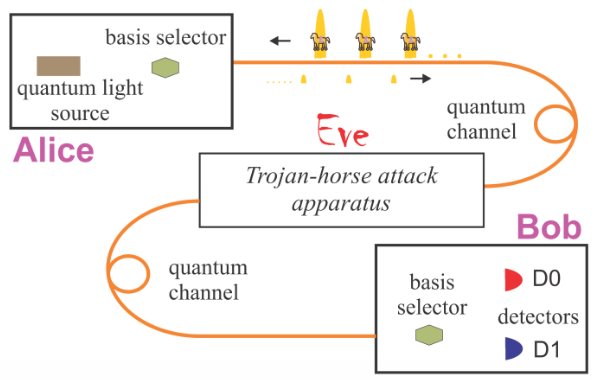 basis selector
quantum light
source
Alice
quantum
channel
Eve
Trojan-horse attack
apparatus
Bob
quantum
channel
basis
selector
D0
detectors
D1